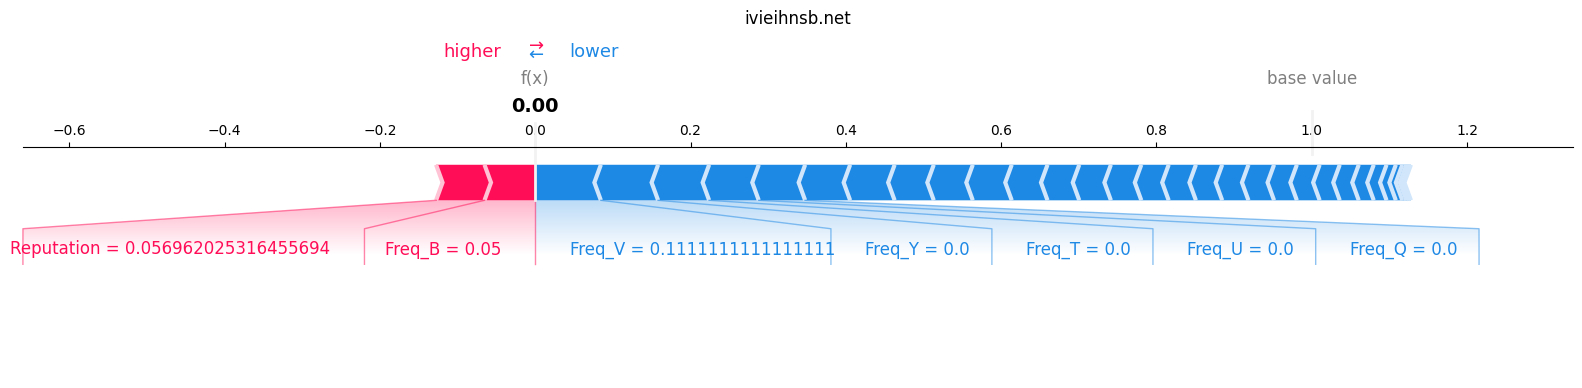 ivieihnsb.net
higher ⇄ lower
f(x) base value
0.00
−0.6 −0.4 −0.2 0.0 0.2 0.4 0.6 0.8 1.0 1.2
Reputation = 0.056962025316455694 Freq_B = 0.05 Freq_V = 0.1111111111111111 Freq_Y = 0.0 Freq_T = 0.0 Freq_U = 0.0 Freq_Q = 0.0